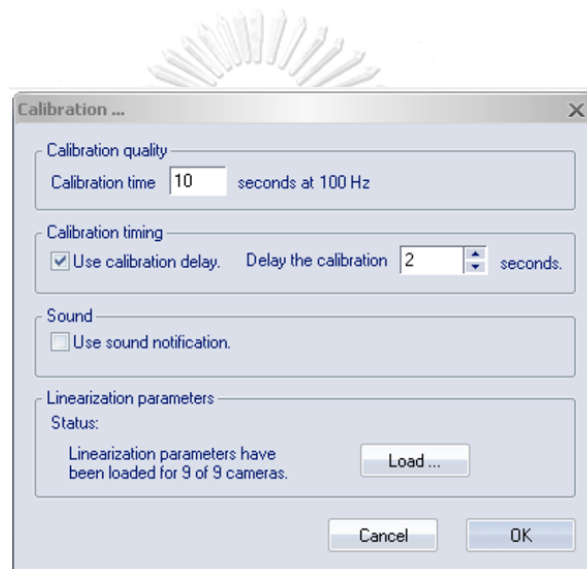 Calibration ...
Calibration quality
Calibration time 10 seconds at 100 Hz
Calibration timing
Use calibration delay. Delay the calibration 2 seconds.
Sound
Use sound notification.
Linearization parameters
Status:
Linearization parameters have
been loaded for 9 of 9 cameras.
Load ...
Cancel OK